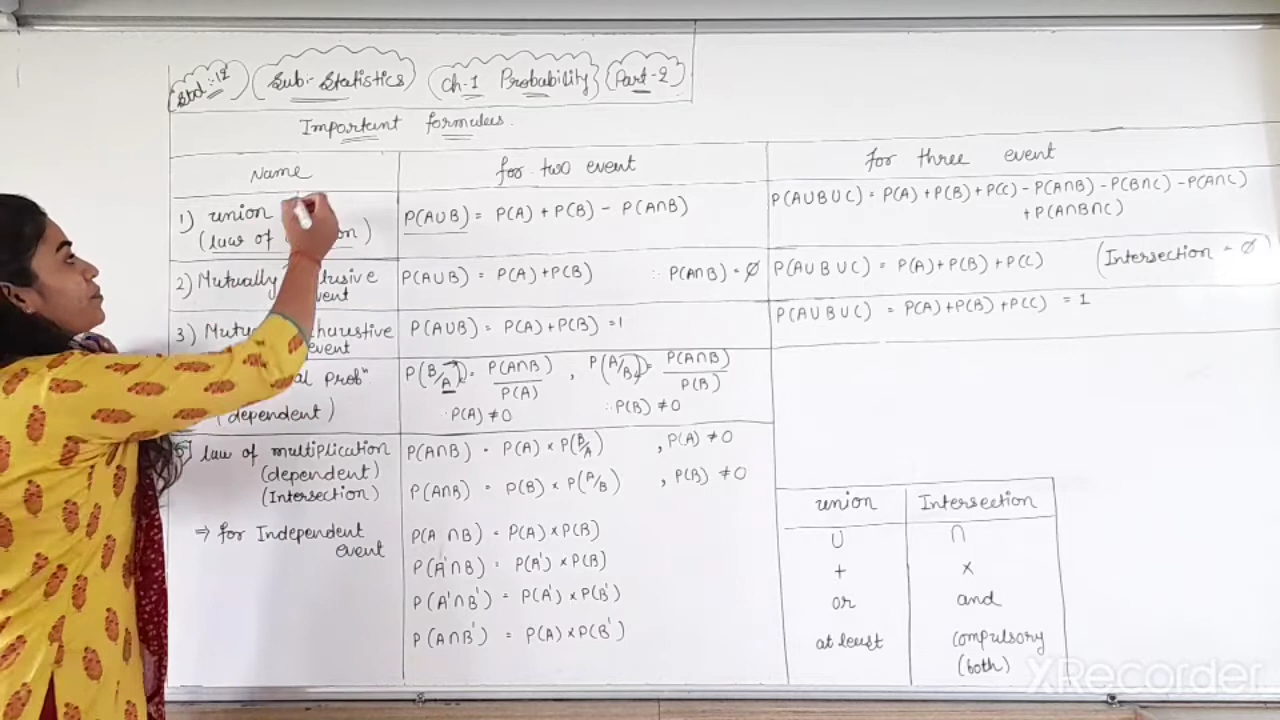 Std :- 12
Sub - Statistics
Ch-1 Probability
Part-2
Important formulas.
Name
for two event
for three event
1) union
(law of
P(A∪B) = P(A) + P(B) - P(A∩B)
P(A∪B∪C) = P(A) + P(B) + P(C) - P(A∩B) - P(B∩C) - P(A∩C)
+ P(A∩B∩C)
2) Mutually
event
P(A∪B) = P(A) + P(B) ∵ P(A∩B) = ∅
P(A∪B∪C) = P(A) + P(B) + P(C) (Intersection - ∅
3)
event
P(A∪B) = P(A) + P(B) = 1
P(A∪B∪C) = P(A) + P(B) + P(C) = 1
Probⁿ
(dependent)
P(B/A) = P(A∩B)/P(A) , P(A/B) = P(A∩B)/P(B)
∵ P(A) ≠ 0 ∵ P(B) ≠ 0
5) law of multiplication
(dependent)
(Intersection)
P(A∩B) = P(A) × P(B/A) , P(A) ≠ 0
P(A∩B) = P(B) × P(A/B) , P(B) ≠ 0
⇒ for Independent
event
P(A ∩ B) = P(A) × P(B)
P(A'∩B) = P(A') × P(B)
P(A'∩B') = P(A') × P(B')
P(A∩B') = P(A) × P(B')
union Intersection
∪ ∩
+ ×
or and
at least compulsory
(both)
XRecorder